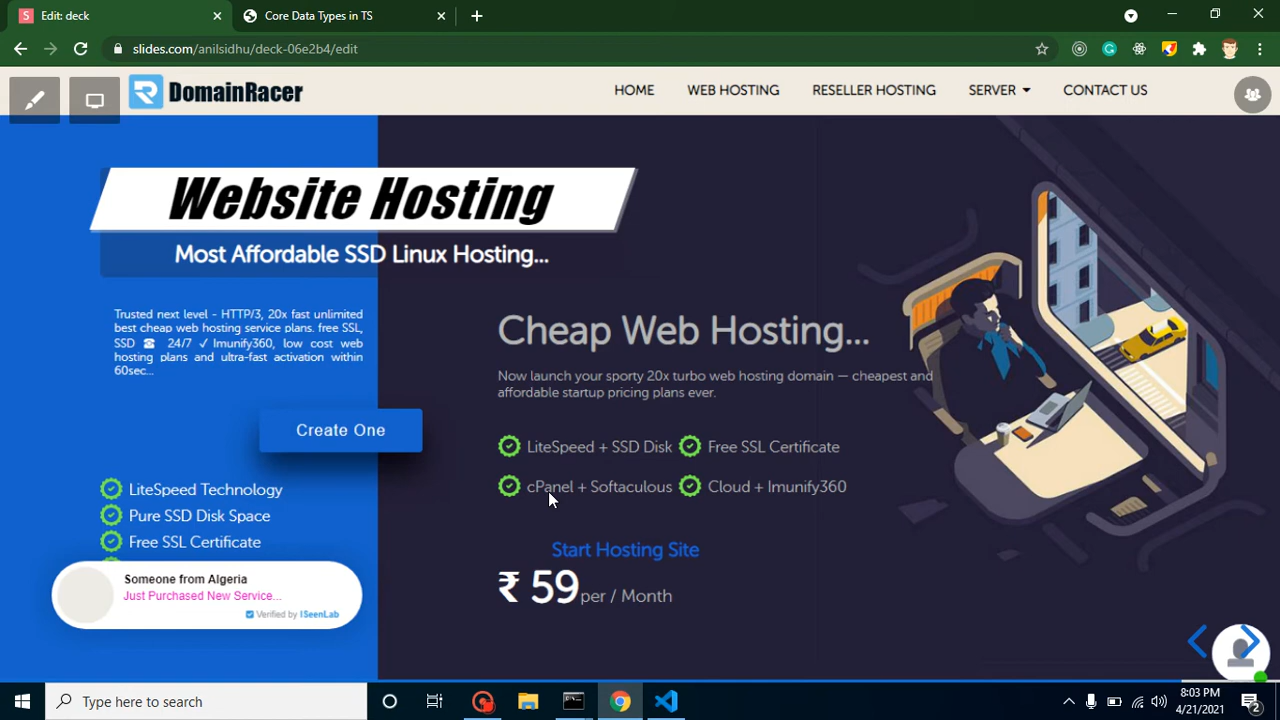 Edit: deck
Core Data Types in TS
slides.com/anilsidhu/deck-06e2b4/edit
DomainRacer
HOME
WEB HOSTING
RESELLER HOSTING
SERVER
CONTACT US
Website Hosting
Most Affordable SSD Linux Hosting...
Trusted next level - HTTP/3, 20x fast unlimited
best cheap web hosting service plans. free SSL,
SSD ☎ 24/7 ✓ Imunify360, low cost web
hosting plans and ultra-fast activation within
60sec...
Create One
LiteSpeed Technology
Pure SSD Disk Space
Free SSL Certificate
Someone from Algeria
Just Purchased New Service...
Verified by ISeenLab
Cheap Web Hosting...
Now launch your sporty 20x turbo web hosting domain — cheapest and
affordable startup pricing plans ever.
LiteSpeed + SSD Disk
Free SSL Certificate
cPanel + Softaculous
Cloud + Imunify360
Start Hosting Site
₹ 59 per / Month
Type here to search
8:03 PM
4/21/2021
2